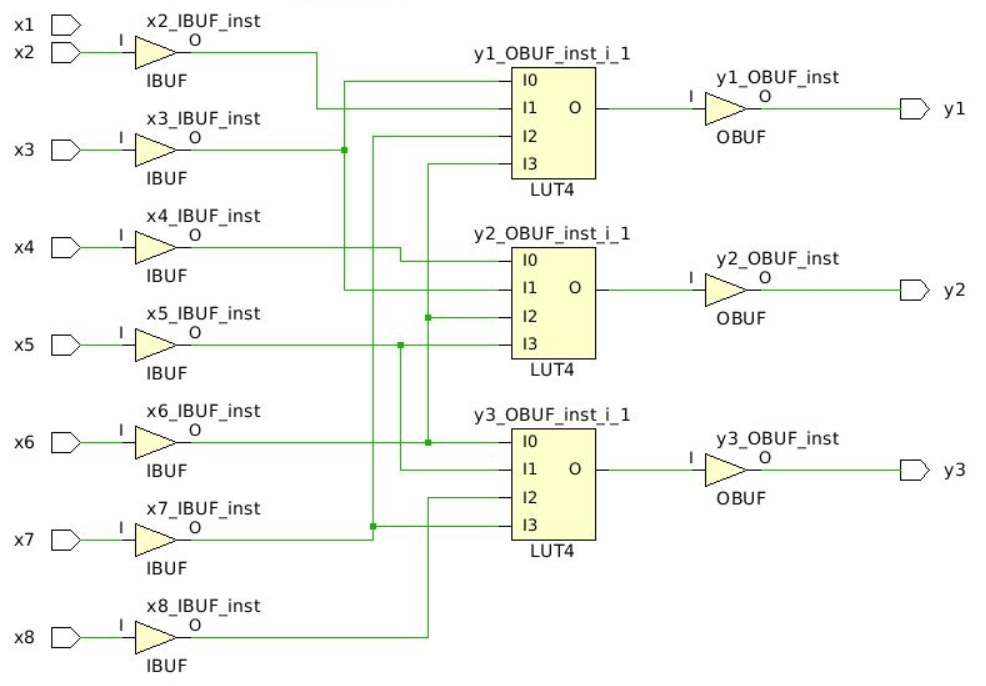 x1
x2
x2_IBUF_inst
I
O
IBUF
x3
x3_IBUF_inst
I
O
IBUF
x4
x4_IBUF_inst
I
O
IBUF
x5
x5_IBUF_inst
I
O
IBUF
x6
x6_IBUF_inst
I
O
IBUF
x7
x7_IBUF_inst
I
O
IBUF
x8
x8_IBUF_inst
I
O
IBUF
y1_OBUF_inst_i_1
I0
I1
I2
I3
O
LUT4
y2_OBUF_inst_i_1
I0
I1
I2
I3
O
LUT4
y3_OBUF_inst_i_1
I0
I1
I2
I3
O
LUT4
y1_OBUF_inst
I
O
OBUF
y1
y2_OBUF_inst
I
O
OBUF
y2
y3_OBUF_inst
I
O
OBUF
y3